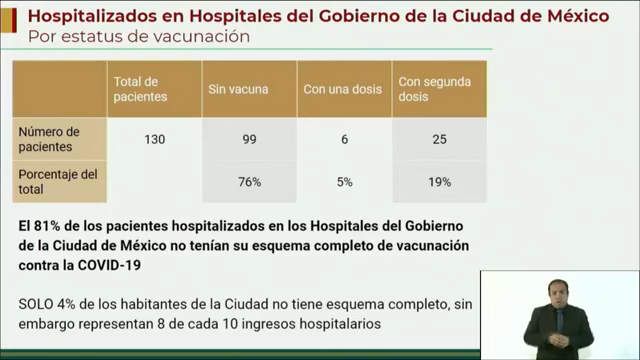 Hospitalizados en Hospitales del Gobierno de la Ciudad de México
Por estatus de vacunación
Total de pacientes Sin vacuna Con una dosis Con segunda dosis
Número de pacientes 130 99 6 25
Porcentaje del total 76% 5% 19%
El 81% de los pacientes hospitalizados en los Hospitales del Gobierno
de la Ciudad de México no tenían su esquema completo de vacunación
contra la COVID-19
SOLO 4% de los habitantes de la Ciudad no tiene esquema completo, sin
embargo representan 8 de cada 10 ingresos hospitalarios